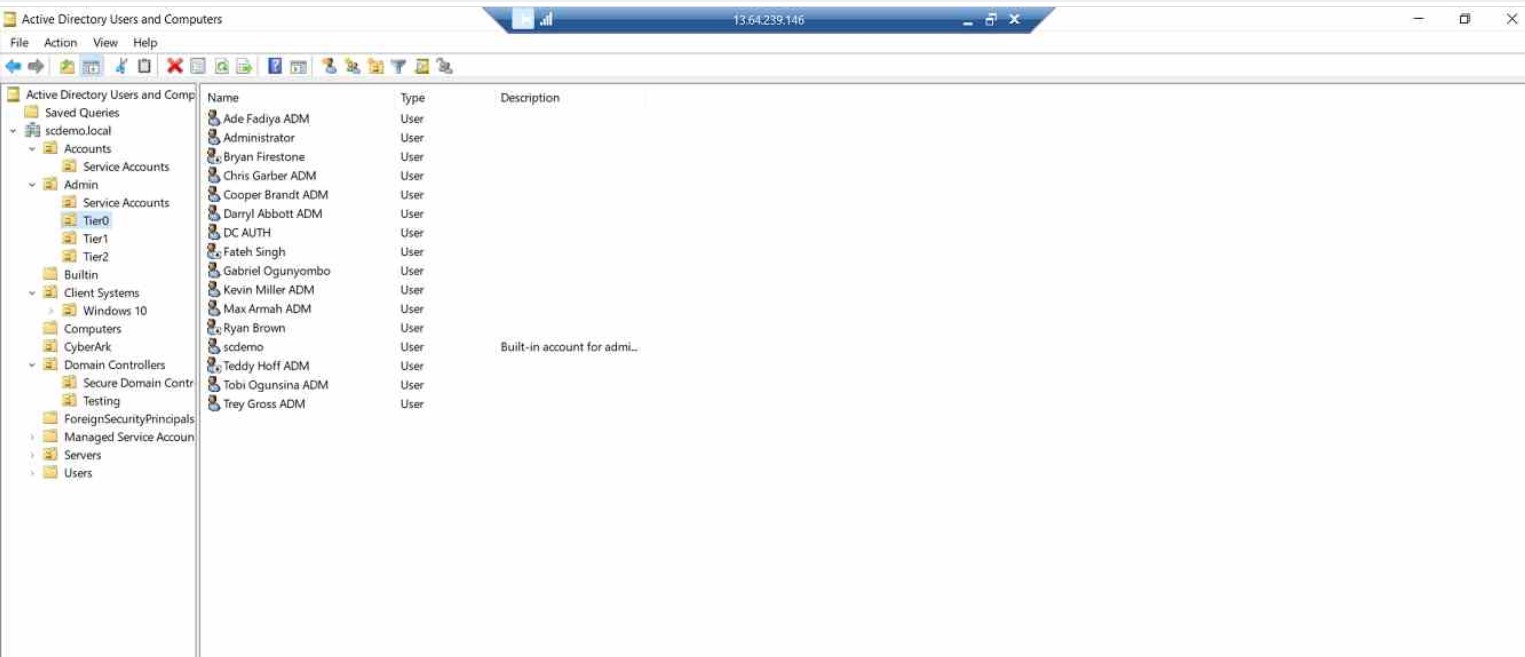 Active Directory Users and Computers
13.64.239.146
File Action View Help
Active Directory Users and Comp
Saved Queries
scdemo.local
Accounts
Service Accounts
Admin
Service Accounts
Tier0
Tier1
Tier2
Builtin
Client Systems
Windows 10
Computers
CyberArk
Domain Controllers
Secure Domain Contr
Testing
ForeignSecurityPrincipals
Managed Service Accoun
Servers
Users
Name Type Description
Ade Fadiya ADM User
Administrator User
Bryan Firestone User
Chris Garber ADM User
Cooper Brandt ADM User
Darryl Abbott ADM User
DC AUTH User
Fateh Singh User
Gabriel Ogunyombo User
Kevin Miller ADM User
Max Armah ADM User
Ryan Brown User
scdemo User Built-in account for admi...
Teddy Hoff ADM User
Tobi Ogunsina ADM User
Trey Gross ADM User